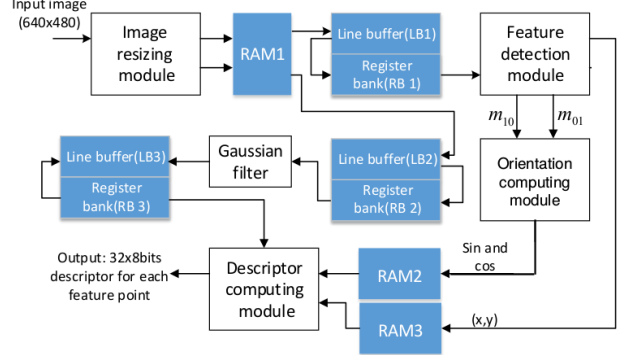 Input image
(640x480)
Image
resizing
module
RAM1
Line buffer(LB1)
Register
bank(RB 1)
Feature
detection
module
m10
m01
Line buffer(LB3)
Register
bank(RB 3)
Gaussian
filter
Line buffer(LB2)
Register
bank(RB 2)
Orientation
computing
module
Sin and
cos
Output: 32x8bits
descriptor for each
feature point
Descriptor
computing
module
RAM2
RAM3
(x,y)